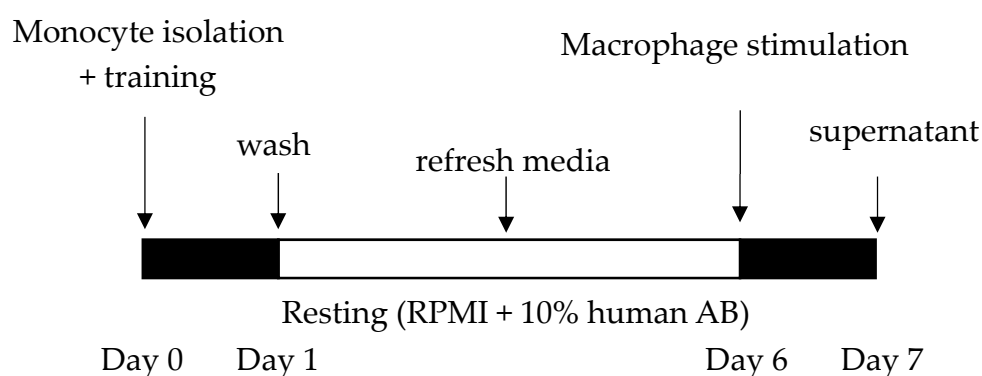 Monocyte isolation
+ training
Macrophage stimulation
wash
refresh media
supernatant
Resting (RPMI + 10% human AB)
Day 0
Day 1
Day 6
Day 7